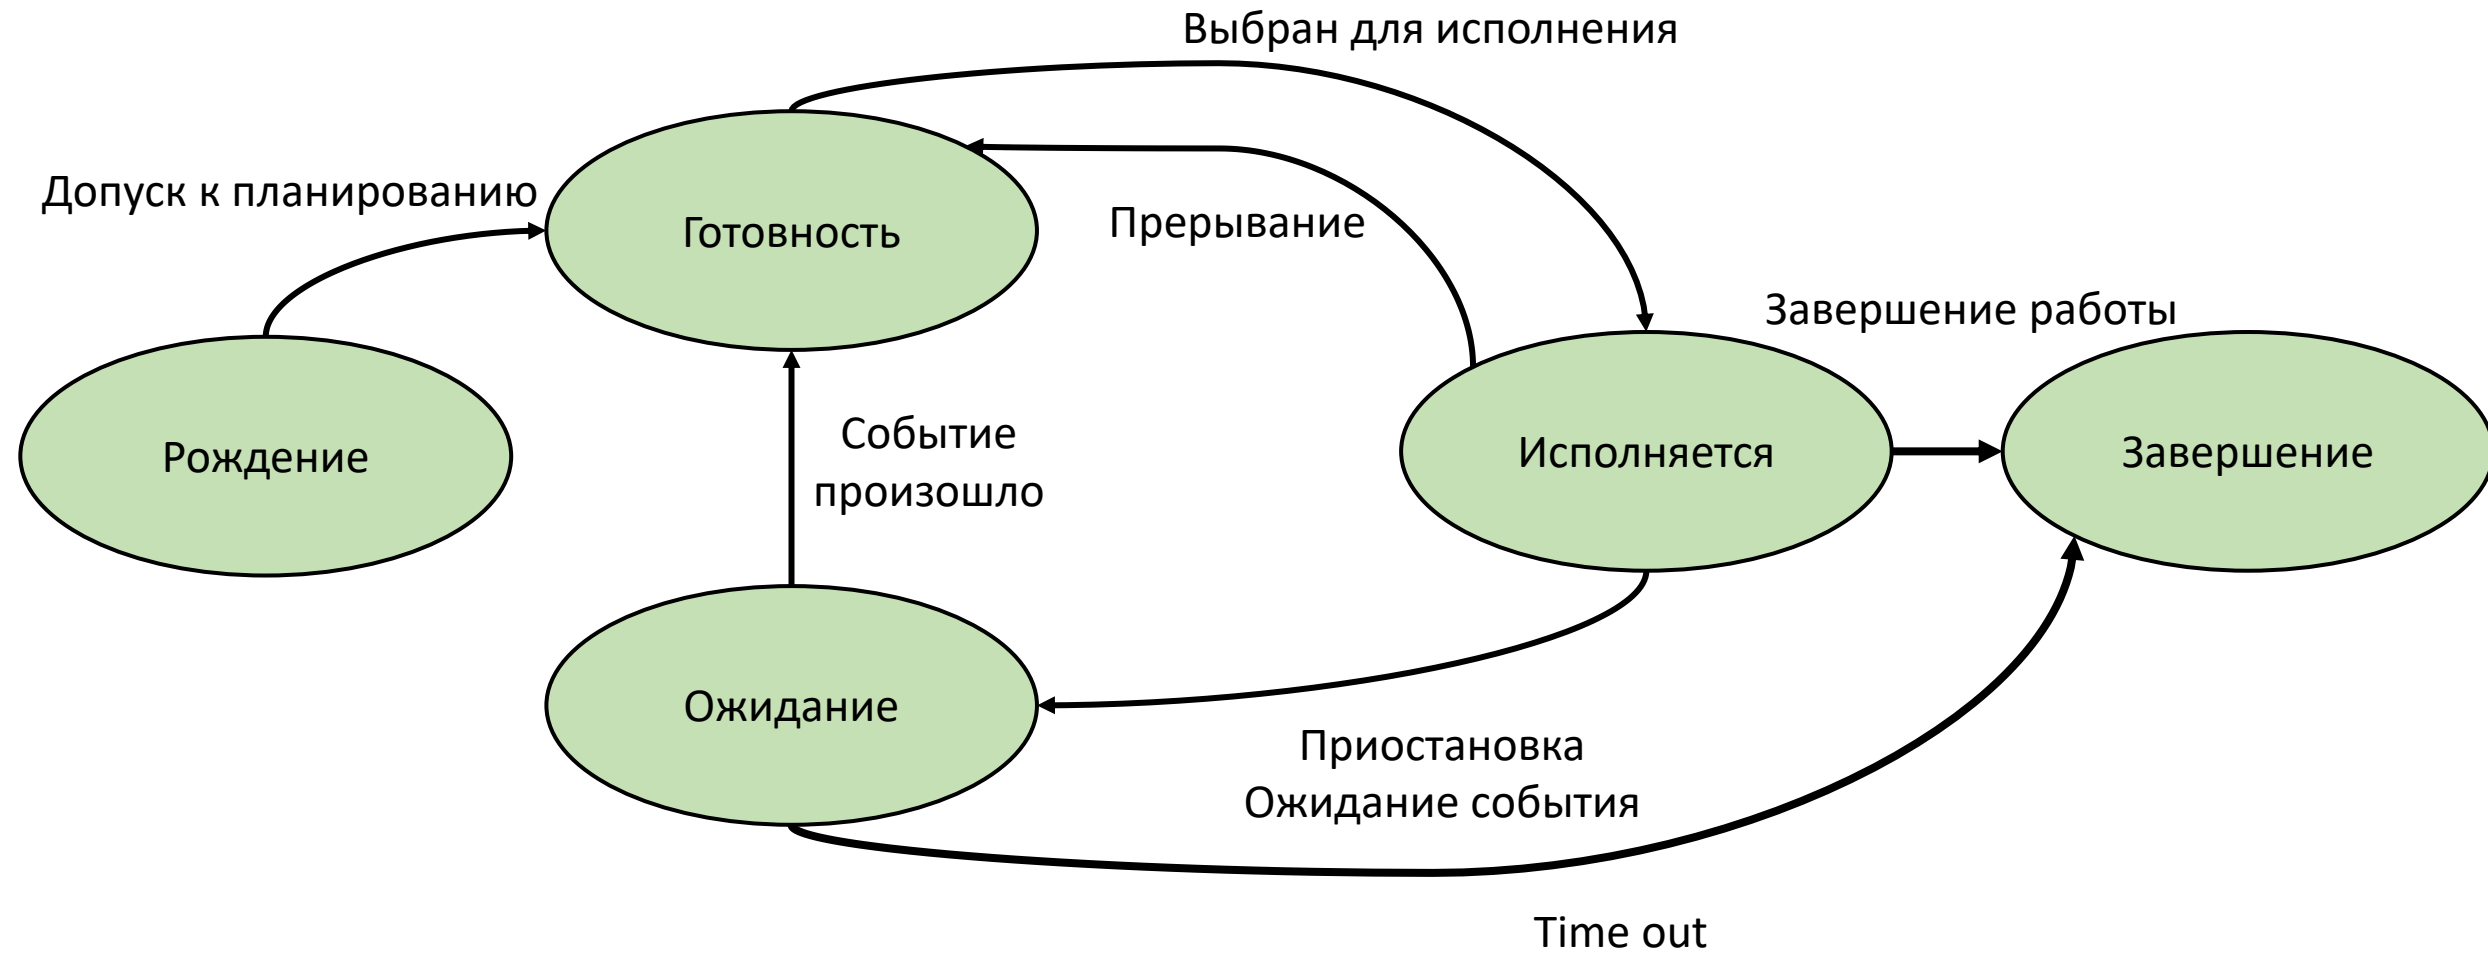 Выбран для исполнения
Допуск к планированию
Готовность
Прерывание
Завершение работы
Рождение
Событие
произошло
Исполняется
Завершение
Ожидание
Приостановка
Ожидание события
Time out